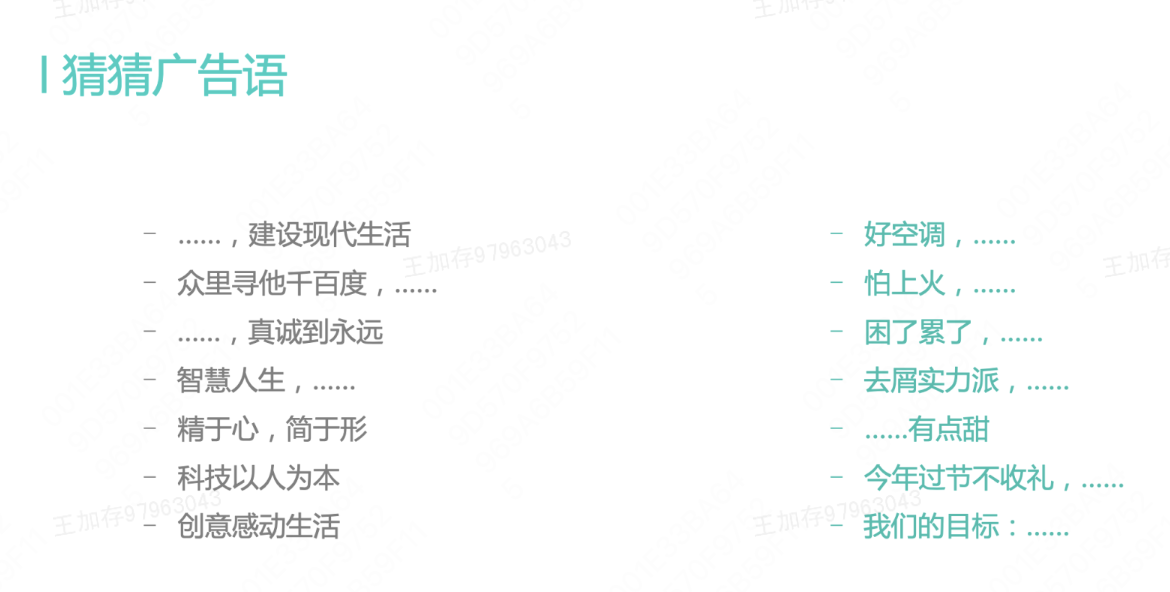 猜猜广告语
– ……，建设现代生活
– 众里寻他千百度，……
– ……，真诚到永远
– 智慧人生，……
– 精于心，简于形
– 科技以人为本
– 创意感动生活
– 好空调，……
– 怕上火，……
– 困了累了，……
– 去屑实力派，……
– ……有点甜
– 今年过节不收礼，……
– 我们的目标：……
王加存97963043
王加存97963043
王加存97963043